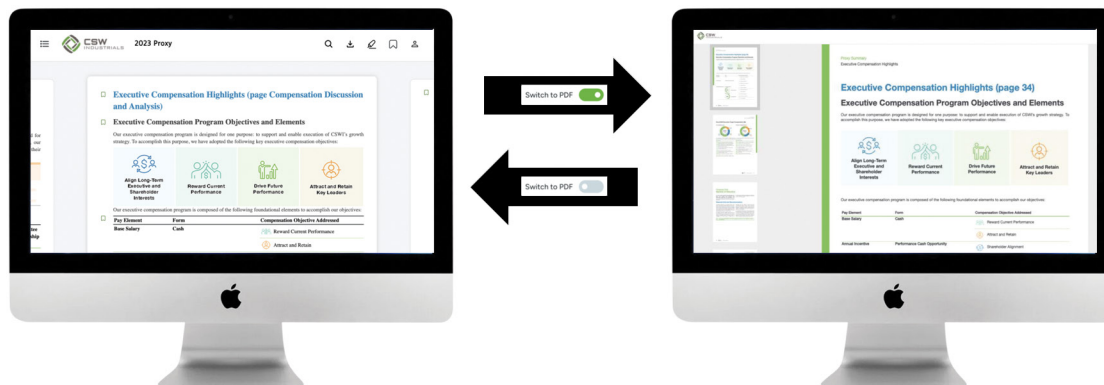 CSW
INDUSTRIALS
2023 Proxy
Executive Compensation Highlights (page Compensation Discussion
and Analysis)
Executive Compensation Program Objectives and Elements
Our executive compensation program is designed for one purpose: to support and enable execution of CSWI's growth
strategy. To accomplish this purpose, we have adopted the following key executive compensation objectives:
Align Long-Term
Executive and
Shareholder
Interests
Reward Current
Performance
Drive Future
Performance
Attract and Retain
Key Leaders
Our executive compensation program is composed of the following foundational elements to accomplish our objectives:
Pay Element Form Compensation Objective Addressed
Base Salary Cash
Reward Current Performance
Attract and Retain
Switch to PDF
Switch to PDF
CSW
Proxy Summary
Executive Compensation Highlights
Executive Compensation Highlights (page 34)
Executive Compensation Program Objectives and Elements
Our executive compensation program is designed for one purpose: to support and enable execution of CSWI's growth strategy. To
accomplish this purpose, we have adopted the following key executive compensation objectives:
Align Long-Term
Executive and
Shareholder
Interests
Reward Current
Performance
Drive Future
Performance
Attract and Retain
Key Leaders
Our executive compensation program is composed of the following foundational elements to accomplish our objectives:
Pay Element Form Compensation Objective Addressed
Base Salary Cash
Reward Current Performance
Attract and Retain
Annual Incentive Performance Cash Opportunity
Shareholder Alignment